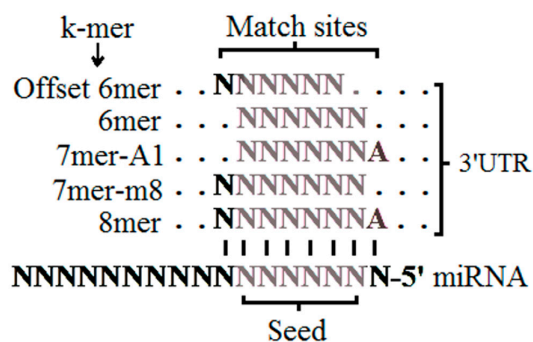 k-mer
Match sites
Offset 6mer . . NNNNNN . . . .
6mer . . . NNNNNN . . .
7mer-A1 . . . NNNNNNA . .
3'UTR
7mer-m8 . . NNNNNNN . . .
8mer . . NNNNNNNA . .
NNNNNNNNNNNNNNNNNN-5' miRNA
Seed